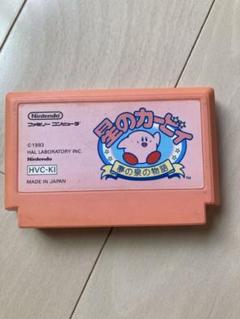 Nintendo
ファミリー コンピュータ
©1993
HAL LABORATORY INC.
Nintendo
HVC-KI
MADE IN JAPAN
星のカービィ
夢の泉の物語
TM